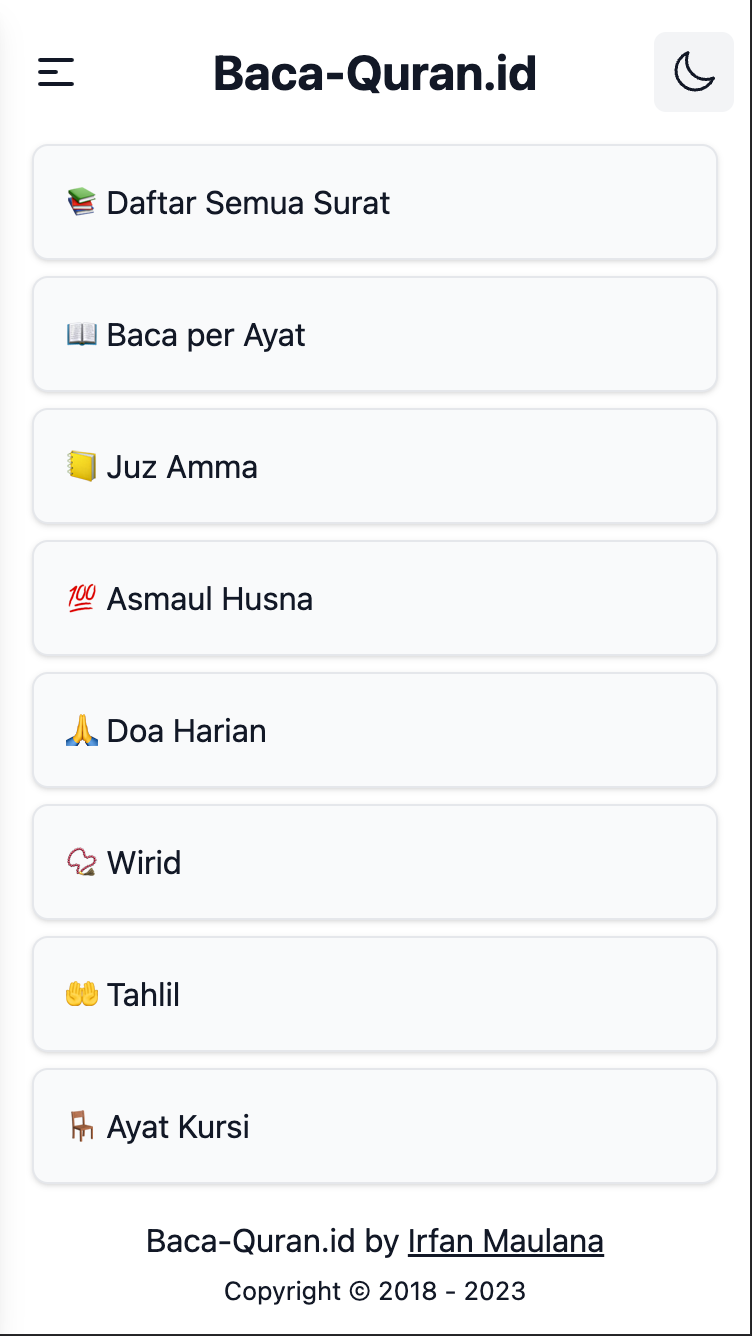 Baca-Quran.id
📚 Daftar Semua Surat
📖 Baca per Ayat
📒 Juz Amma
💯 Asmaul Husna
🙏 Doa Harian
📿 Wirid
🤲 Tahlil
🪑 Ayat Kursi
Baca-Quran.id by Irfan Maulana
Copyright © 2018 - 2023